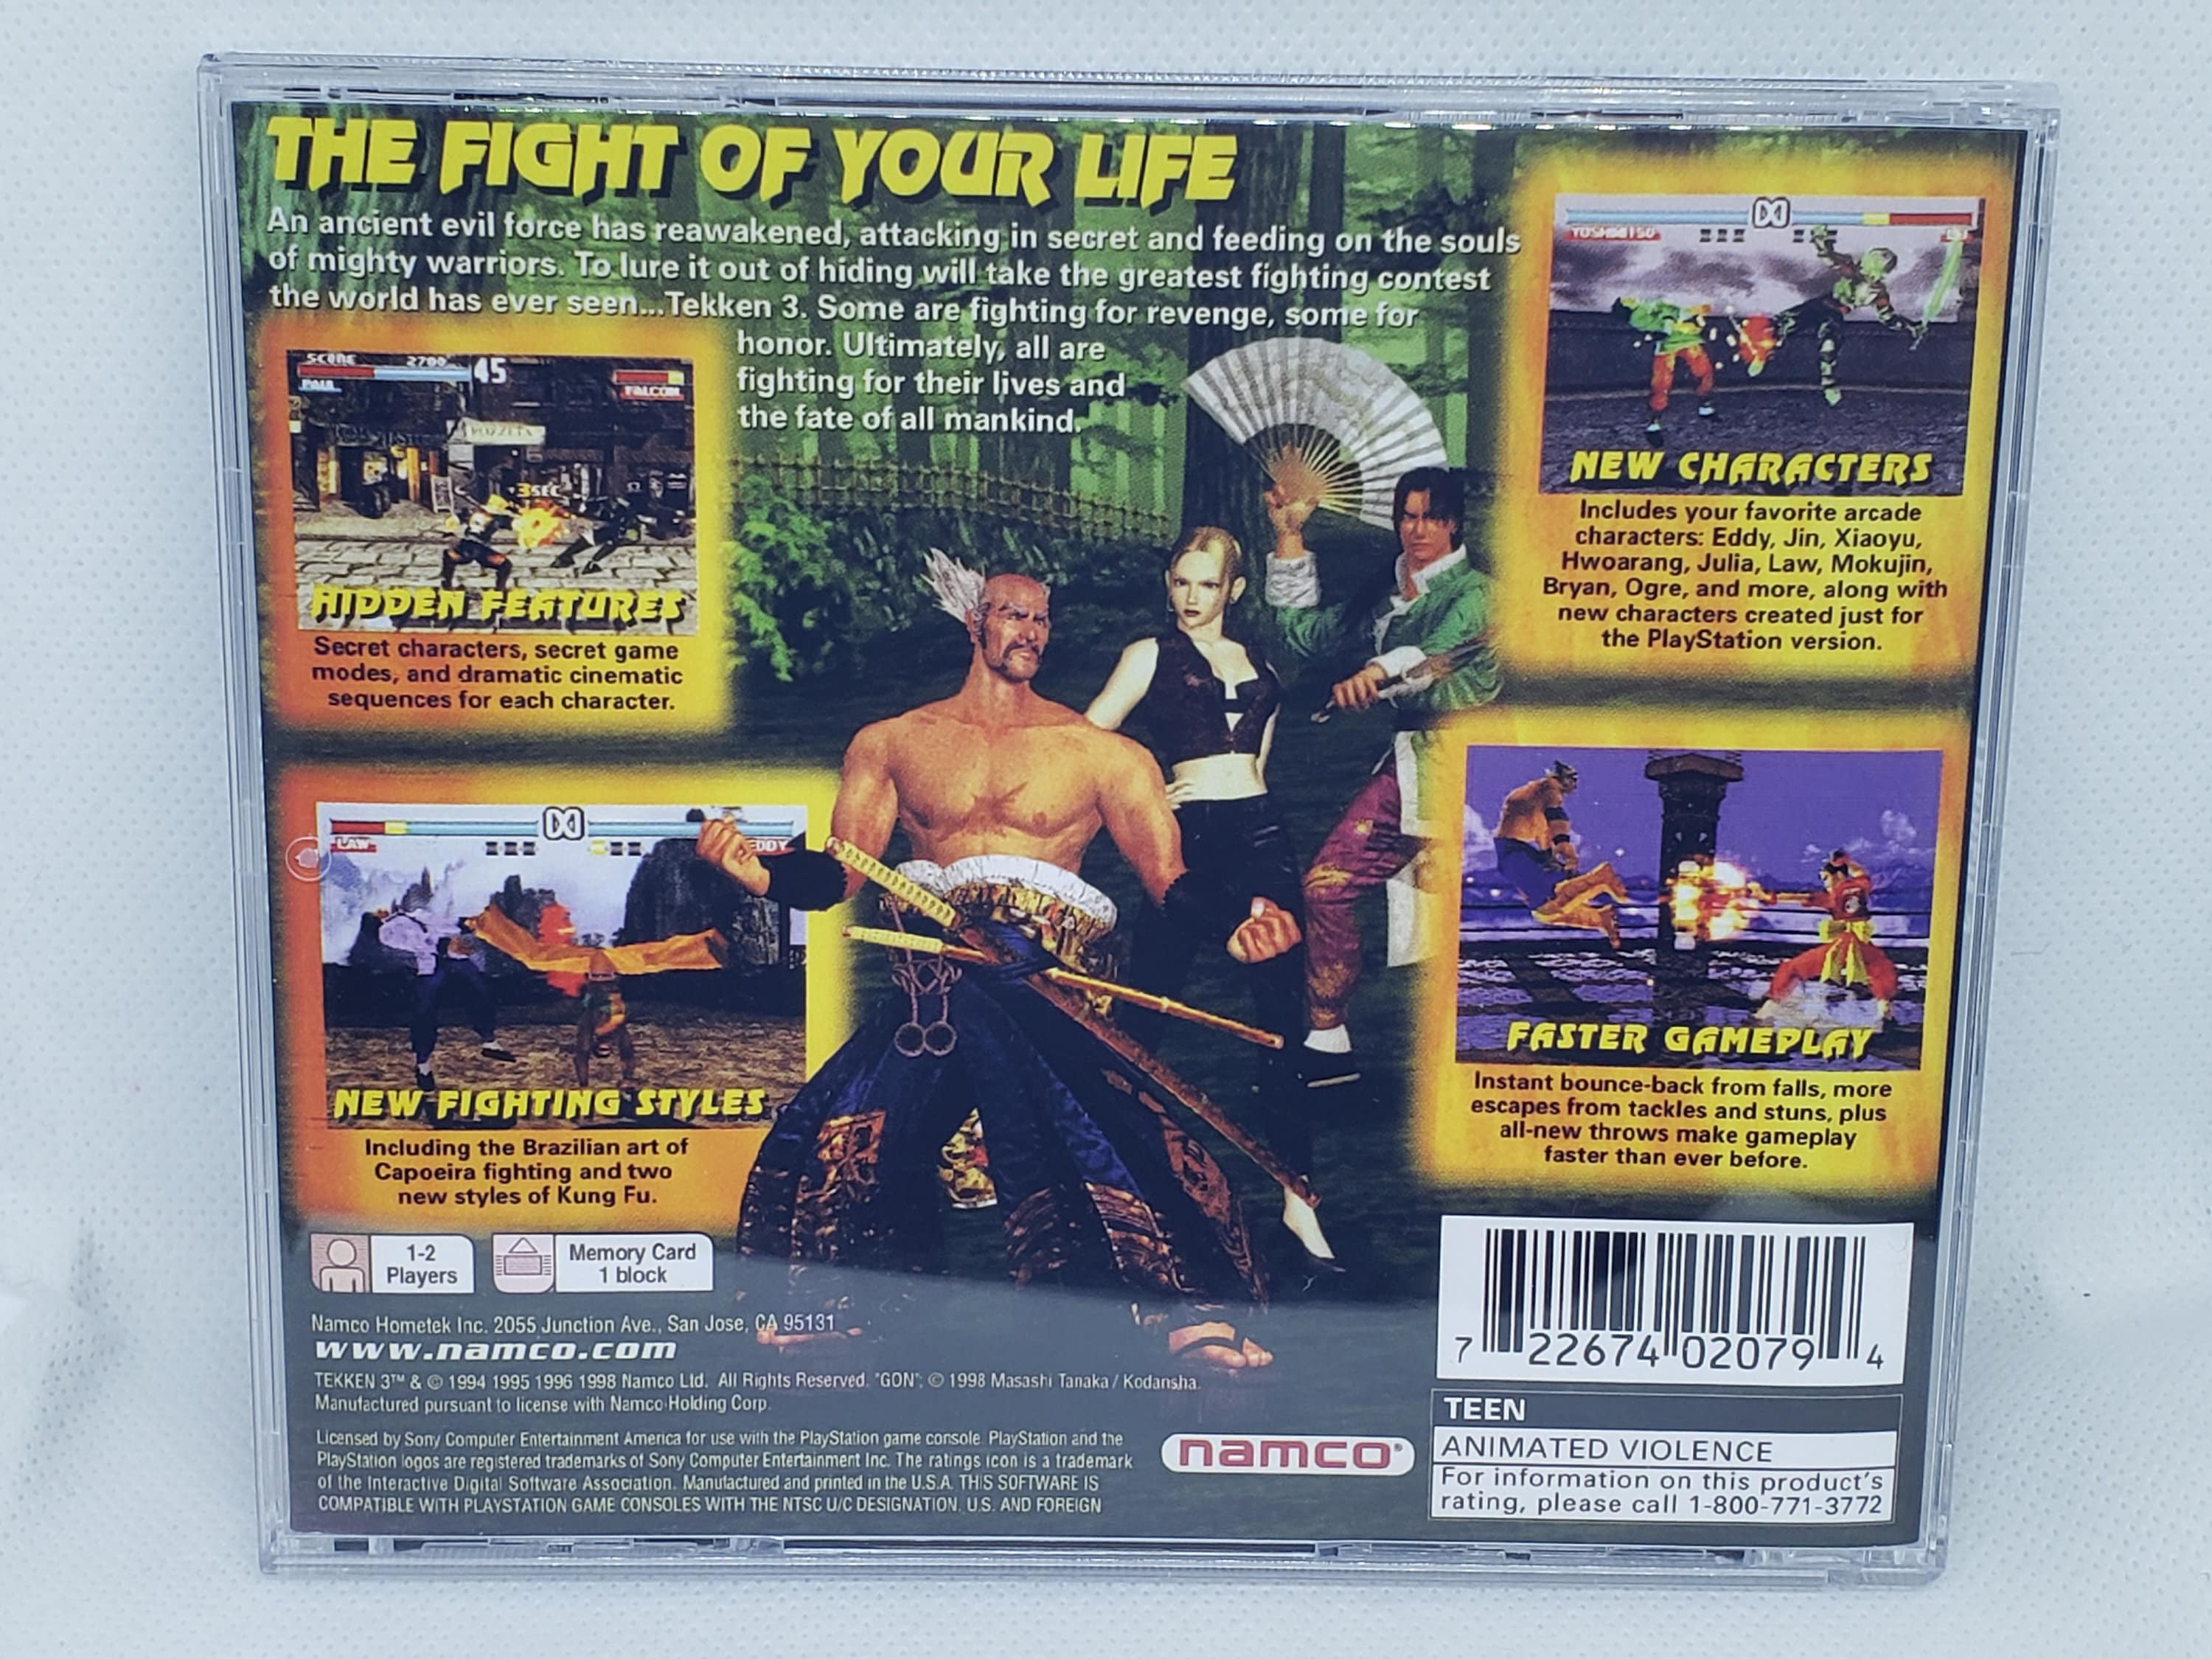 THE FIGHT OF YOUR LIFE
An ancient evil force has reawakened, attacking in secret and feeding on the souls
of mighty warriors. To lure it out of hiding will take the greatest fighting contest
the world has ever seen...Tekken 3. Some are fighting for revenge, some for
honor. Ultimately, all are
fighting for their lives and
the fate of all mankind.
SCORE 2700
45
PAUL
FALCON
3SEC
HIDDEN FEATURES
Secret characters, secret game
modes, and dramatic cinematic
sequences for each character.
YOSHIMITSU
NEW CHARACTERS
Includes your favorite arcade
characters: Eddy, Jin, Xiaoyu,
Hwoarang, Julia, Law, Mokujin,
Bryan, Ogre, and more, along with
new characters created just for
the PlayStation version.
LAW
EDDY
NEW FIGHTING STYLES
Including the Brazilian art of
Capoeira fighting and two
new styles of Kung Fu.
FASTER GAMEPLAY
Instant bounce-back from falls, more
escapes from tackles and stuns, plus
all-new throws make gameplay
faster than ever before.
1-2
Players
Memory Card
1 block
Namco Hometek Inc. 2055 Junction Ave., San Jose, CA 95131
www.namco.com
TEKKEN 3™ & © 1994 1995 1996 1998 Namco Ltd. All Rights Reserved. "GON"; © 1998 Masashi Tanaka / Kodansha.
Manufactured pursuant to license with Namco Holding Corp.
Licensed by Sony Computer Entertainment America for use with the PlayStation game console. PlayStation and the
PlayStation logos are registered trademarks of Sony Computer Entertainment Inc. The ratings icon is a trademark
of the Interactive Digital Software Association. Manufactured and printed in the U.S.A. THIS SOFTWARE IS
COMPATIBLE WITH PLAYSTATION GAME CONSOLES WITH THE NTSC U/C DESIGNATION. U.S. AND FOREIGN
namco®
7 22674 02079 4
TEEN
ANIMATED VIOLENCE
For information on this product's
rating, please call 1-800-771-3772